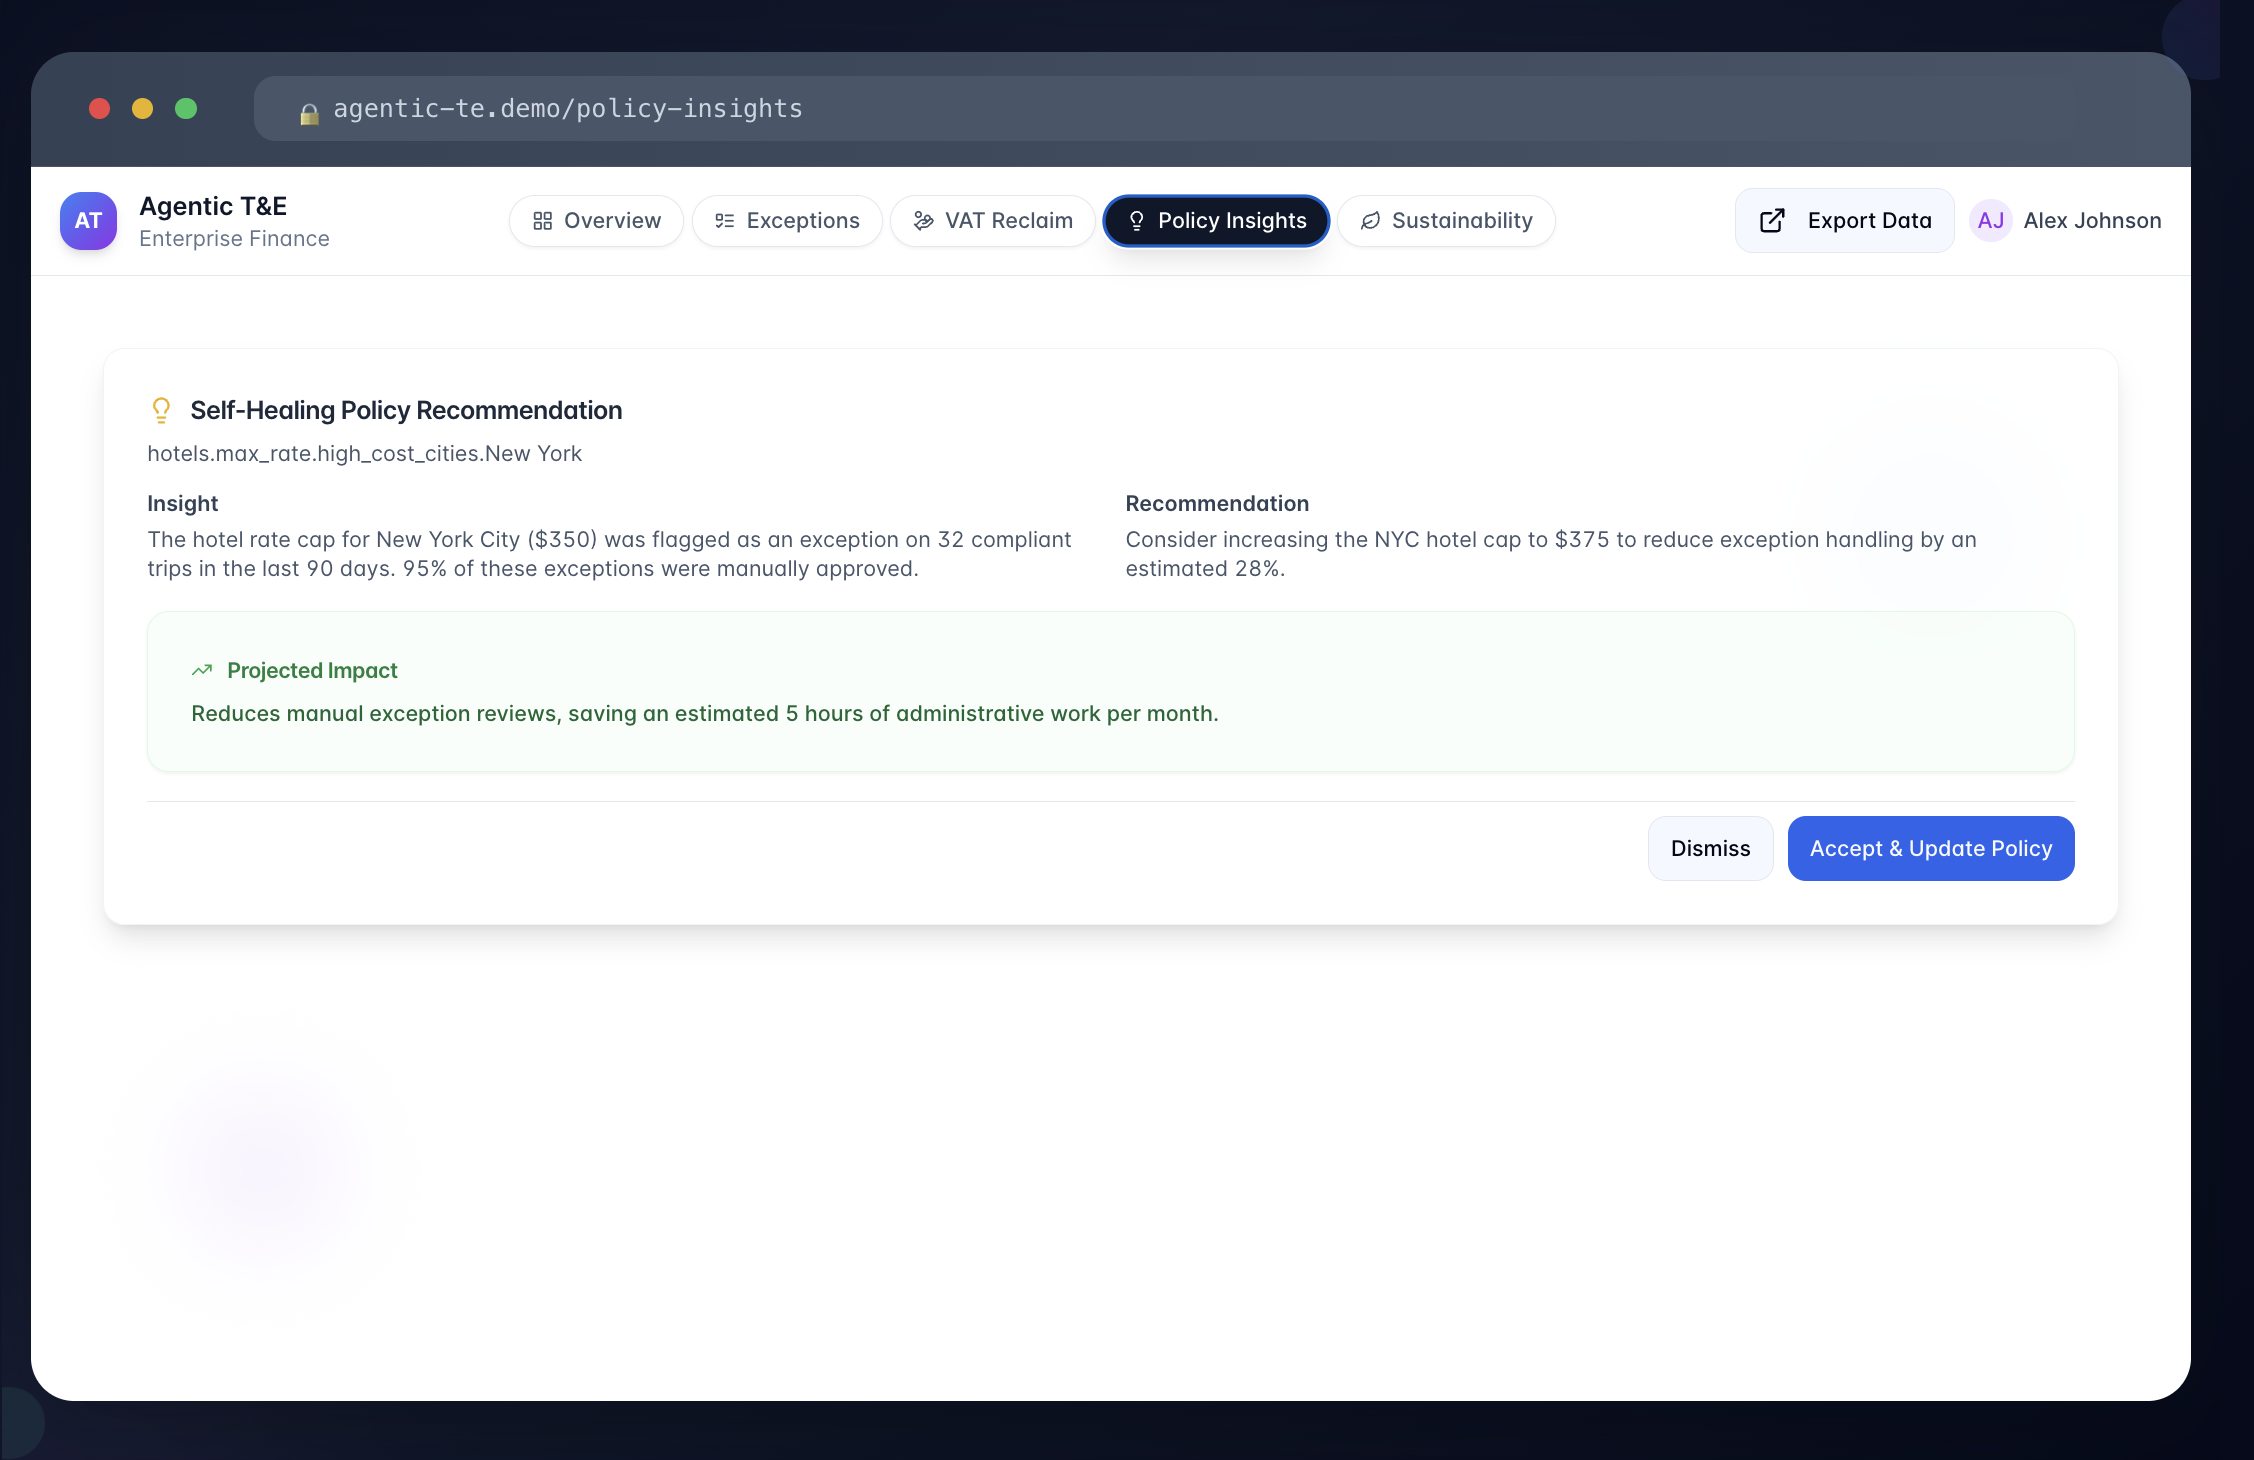 agentic-te.demo/policy-insights
AT
Agentic T&E
Enterprise Finance
Overview
Exceptions
VAT Reclaim
Policy Insights
Sustainability
Export Data
AJ
Alex Johnson
Self-Healing Policy Recommendation
hotels.max_rate.high_cost_cities.New York
Insight
The hotel rate cap for New York City ($350) was flagged as an exception on 32 compliant
trips in the last 90 days. 95% of these exceptions were manually approved.
Recommendation
Consider increasing the NYC hotel cap to $375 to reduce exception handling by an
estimated 28%.
Projected Impact
Reduces manual exception reviews, saving an estimated 5 hours of administrative work per month.
Dismiss
Accept & Update Policy